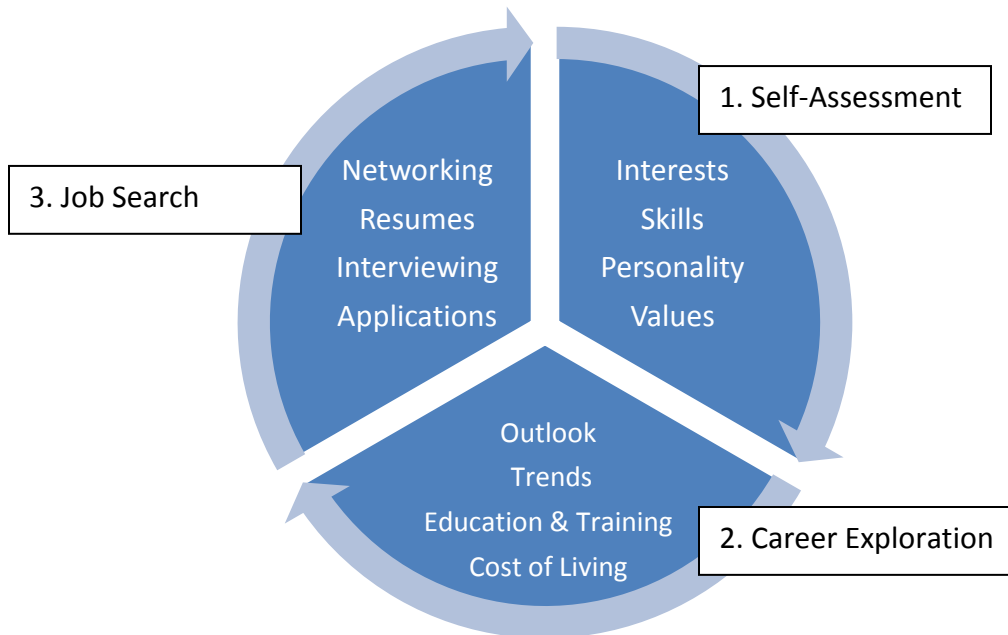 1. Self-Assessment
Interests
Skills
Personality
Values
2. Career Exploration
Outlook
Trends
Education & Training
Cost of Living
3. Job Search
Networking
Resumes
Interviewing
Applications